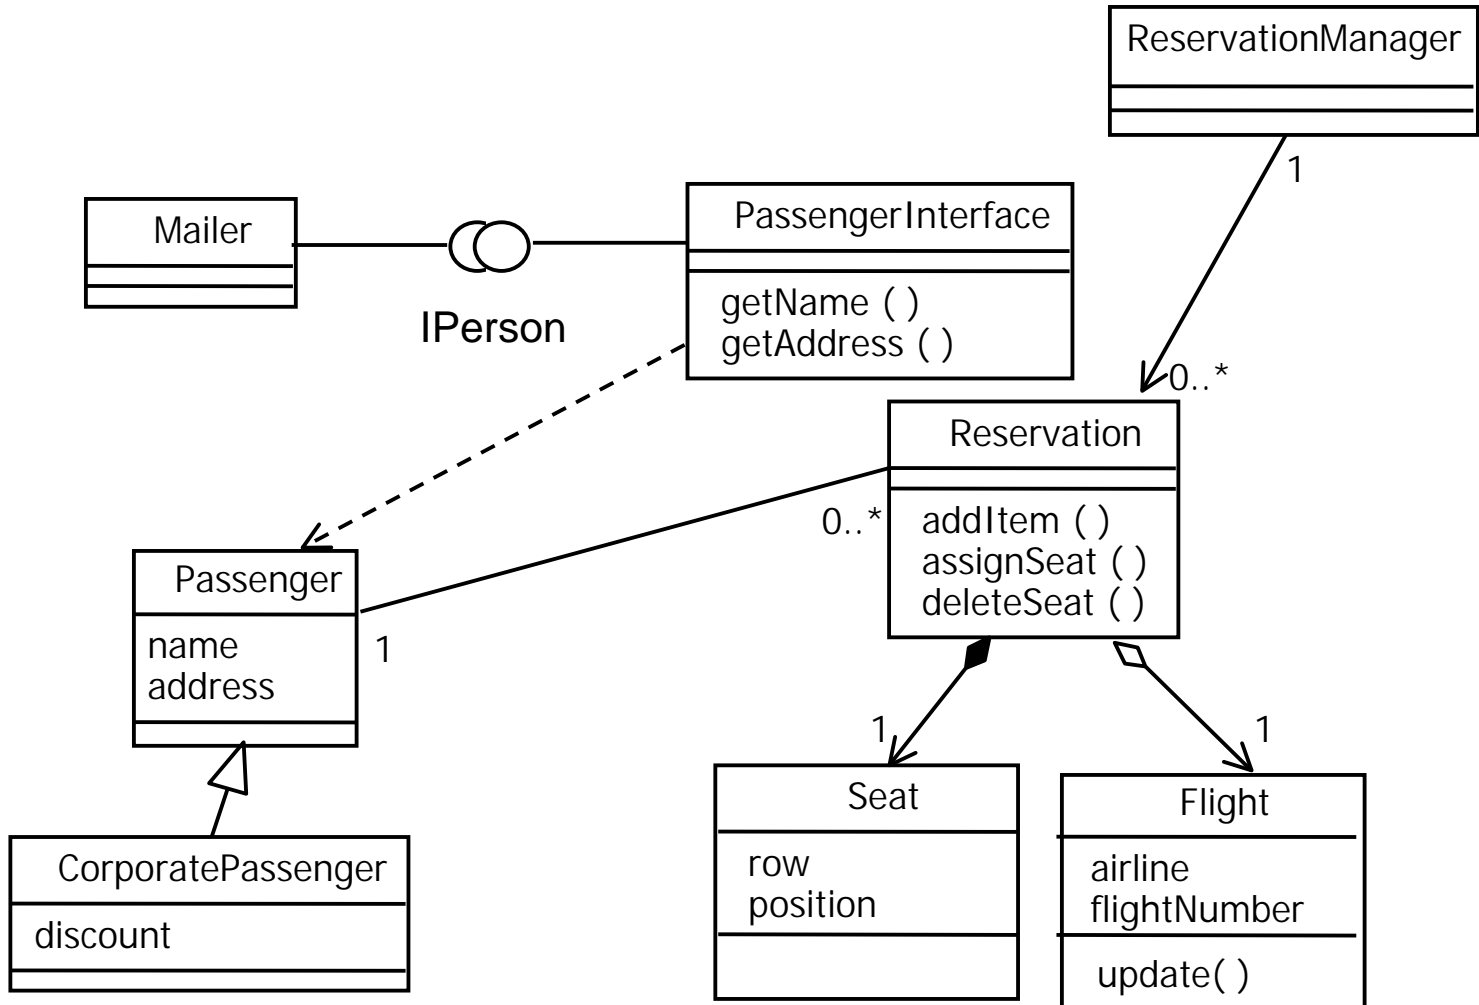 ReservationManager
1
Mailer
PassengerInterface
getName ( )
getAddress ( )
IPerson
0..*
Reservation
addItem ( )
assignSeat ( )
deleteSeat ( )
0..*
Passenger
name
address
1
1
1
Seat
row
position
Flight
airline
flightNumber
update( )
CorporatePassenger
discount